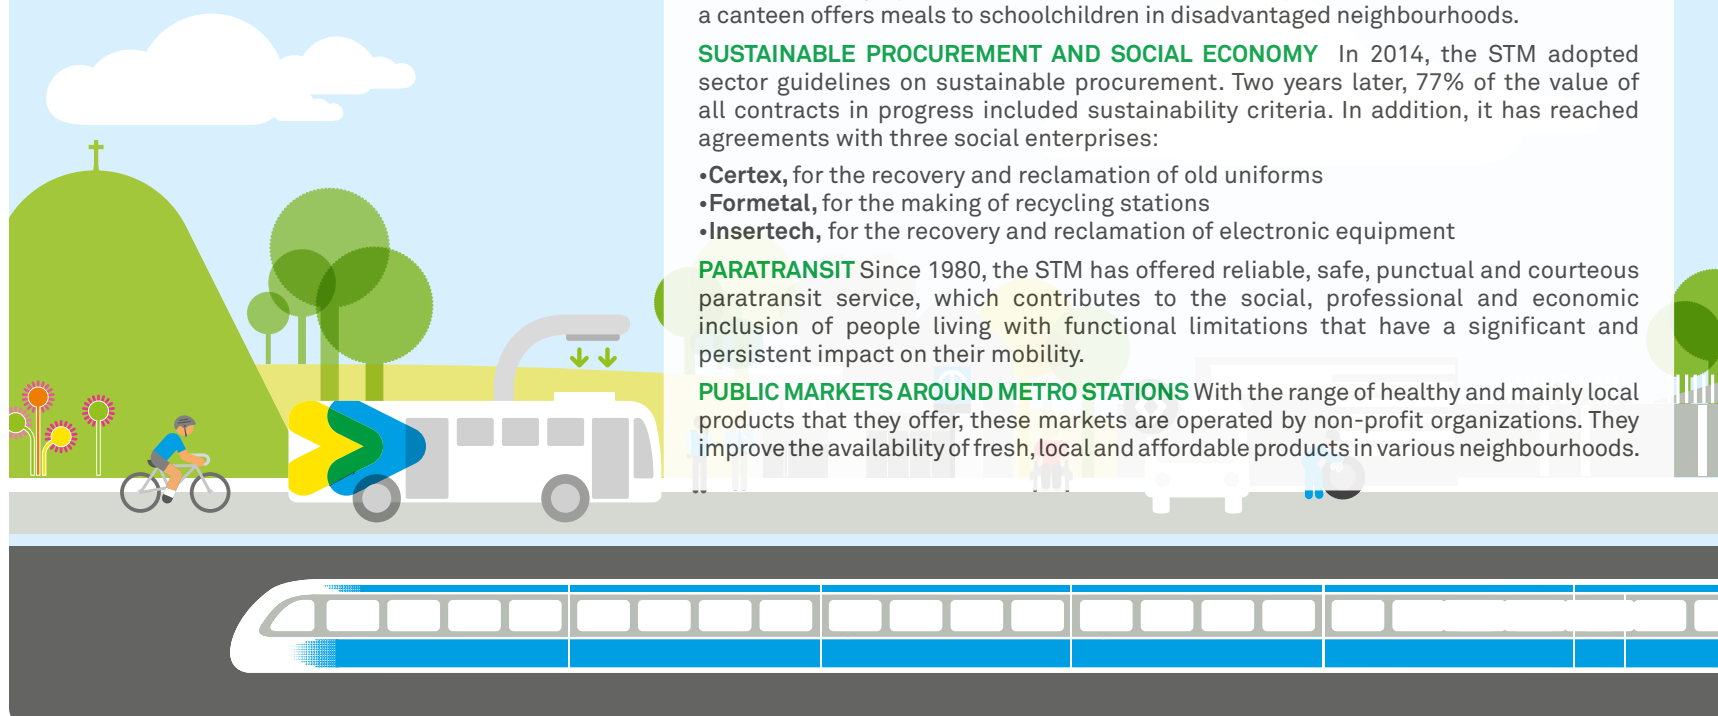 a canteen offers meals to schoolchildren in disadvantaged neighbourhoods.
SUSTAINABLE PROCUREMENT AND SOCIAL ECONOMY In 2014, the STM adopted
sector guidelines on sustainable procurement. Two years later, 77% of the value of
all contracts in progress included sustainability criteria. In addition, it has reached
agreements with three social enterprises:
•Certex, for the recovery and reclamation of old uniforms
•Formetal, for the making of recycling stations
•Insertech, for the recovery and reclamation of electronic equipment
PARATRANSIT Since 1980, the STM has offered reliable, safe, punctual and courteous
paratransit service, which contributes to the social, professional and economic
inclusion of people living with functional limitations that have a significant and
persistent impact on their mobility.
PUBLIC MARKETS AROUND METRO STATIONS With the range of healthy and mainly local
products that they offer, these markets are operated by non-profit organizations. They
improve the availability of fresh, local and affordable products in various neighbourhoods.